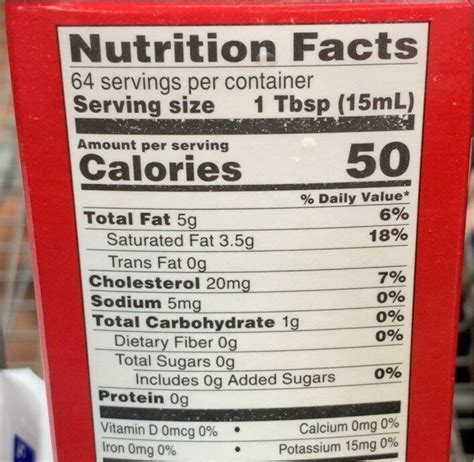 Nutrition Facts
64 servings per container
Serving size 1 Tbsp (15mL)
Amount per serving
Calories 50
% Daily Value*
Total Fat 5g 6%
Saturated Fat 3.5g 18%
Trans Fat 0g
Cholesterol 20mg 7%
Sodium 5mg 0%
Total Carbohydrate 1g 0%
Dietary Fiber 0g 0%
Total Sugars 0g
Includes 0g Added Sugars 0%
Protein 0g
Vitamin D 0mcg 0% • Calcium 0mg 0%
Iron 0mg 0% • Potassium 15mg 0%